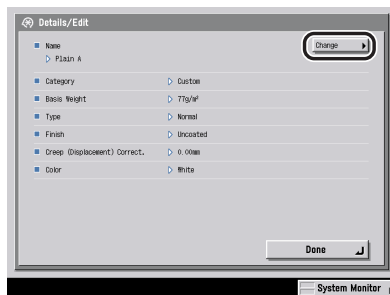 Details/Edit
Name
Change
Plain A
Category Custom
Basis Weight 77g/m²
Type Normal
Finish Uncoated
Creep (Displacement) Correct. 0.00mm
Color White
Done
System Monitor